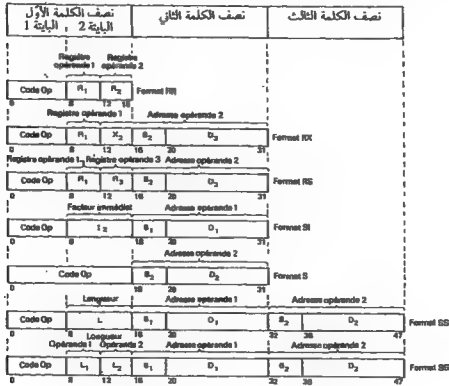 نصف الكلمة الأول نصف الكلمة الثاني نصف الكلمة الثالث
البايتة 1 البايتة 2
Registre opérande 1 Registre opérande 2
Code Op R1 R2 Format RR
0 8 12 15
Registre opérande 1 Adresse opérande 2
Code Op R1 X2 B2 D2 Format RX
0 8 12 16 20 31
Registre opérande 1 Registre opérande 3 Adresse opérande 2
Code Op R1 R3 B2 D2 Format RS
0 8 12 16 20 31
Facteur immédiat Adresse opérande 1
Code Op I2 B1 D1 Format SI
0 8 16 20 31
Adresse opérande 2
Code Op B2 D2 Format S
0 16 20 31
Longueur Adresse opérande 1 Adresse opérande 2
Code Op L B1 D1 B2 D2 Format SS
0 8 16 20 32 36 47
Longueur
Opérande 1 Opérande 2 Adresse opérande 1 Adresse opérande 2
Code Op L1 L2 B1 D1 B2 D2 Format SS
0 8 12 16 20 32 36 47